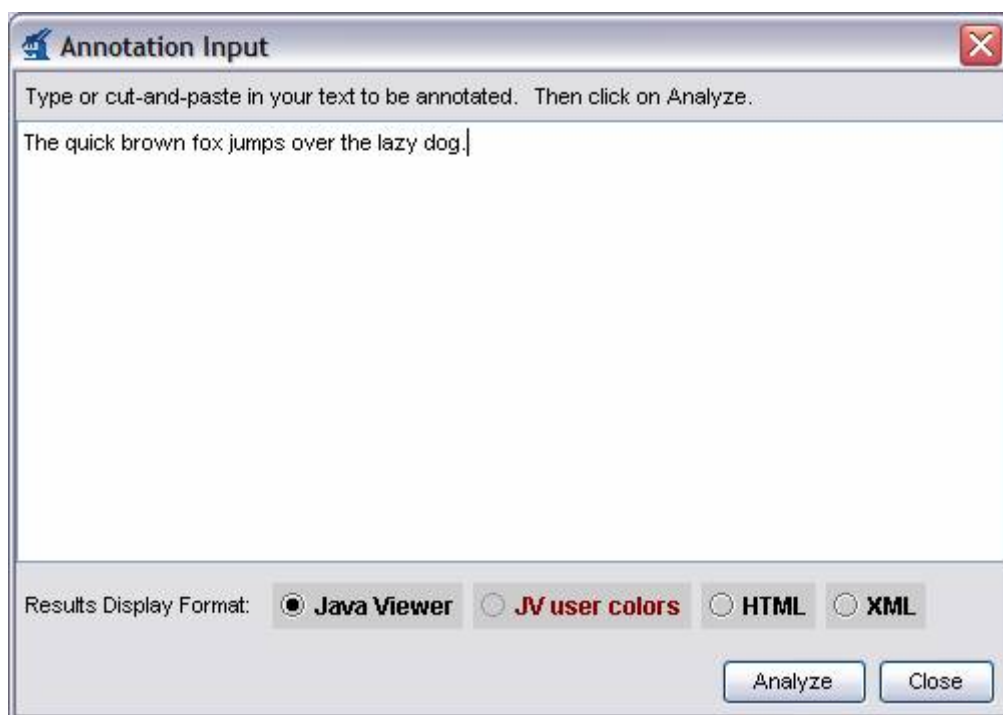 Annotation Input
Type or cut-and-paste in your text to be annotated. Then click on Analyze.
The quick brown fox jumps over the lazy dog.
Results Display Format: Java Viewer JV user colors HTML XML
Analyze Close